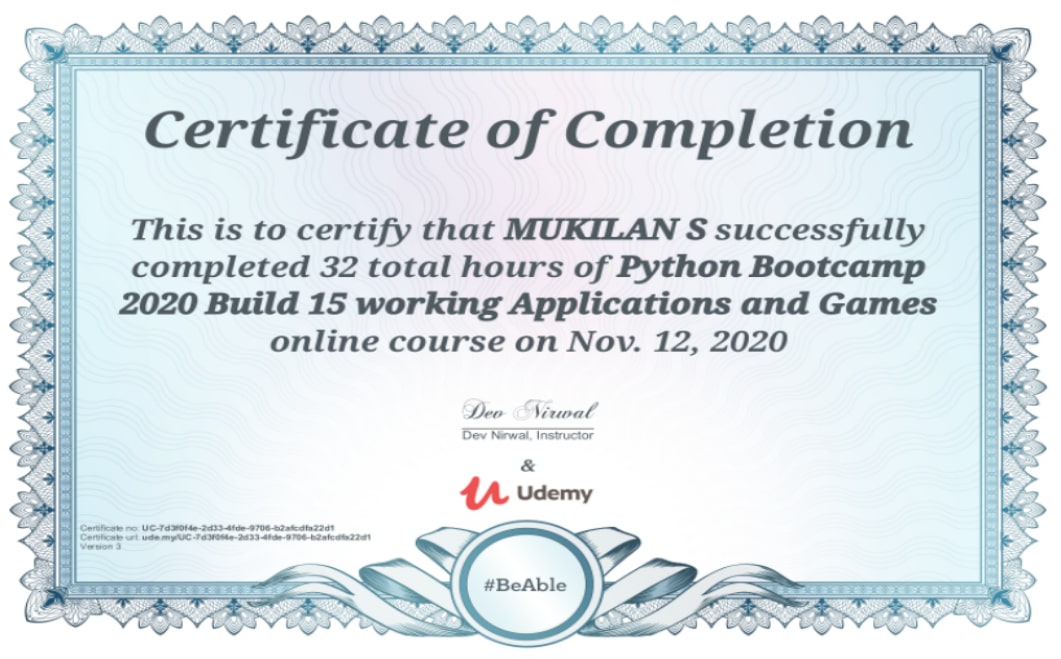 Certificate of Completion
This is to certify that MUKILAN S successfully
completed 32 total hours of Python Bootcamp
2020 Build 15 working Applications and Games
online course on Nov. 12, 2020
Dev Nirwal
Dev Nirwal, Instructor
&
Udemy
Certificate no: UC-7d3f0f4e-2d33-4fde-9706-b2afcdfa22d1
Certificate url: ude.my/UC-7d3f0f4e-2d33-4fde-9706-b2afcdfa22d1
Version 3
#BeAble